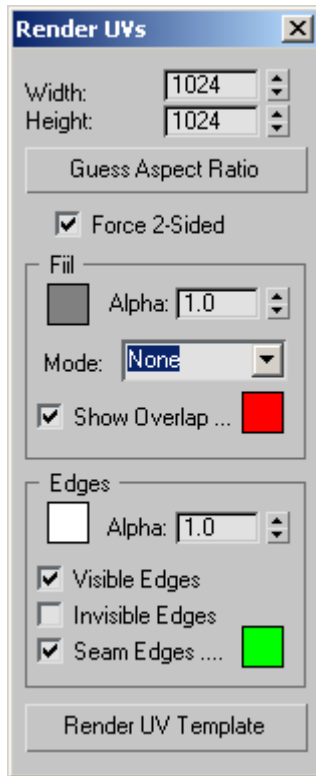 Render UVs
Width: 1024
Height: 1024
Guess Aspect Ratio
Force 2-Sided
Fiil
Alpha: 1.0
Mode: None
Show Overlap ...
Edges
Alpha: 1.0
Visible Edges
Invisible Edges
Seam Edges ....
Render UV Template